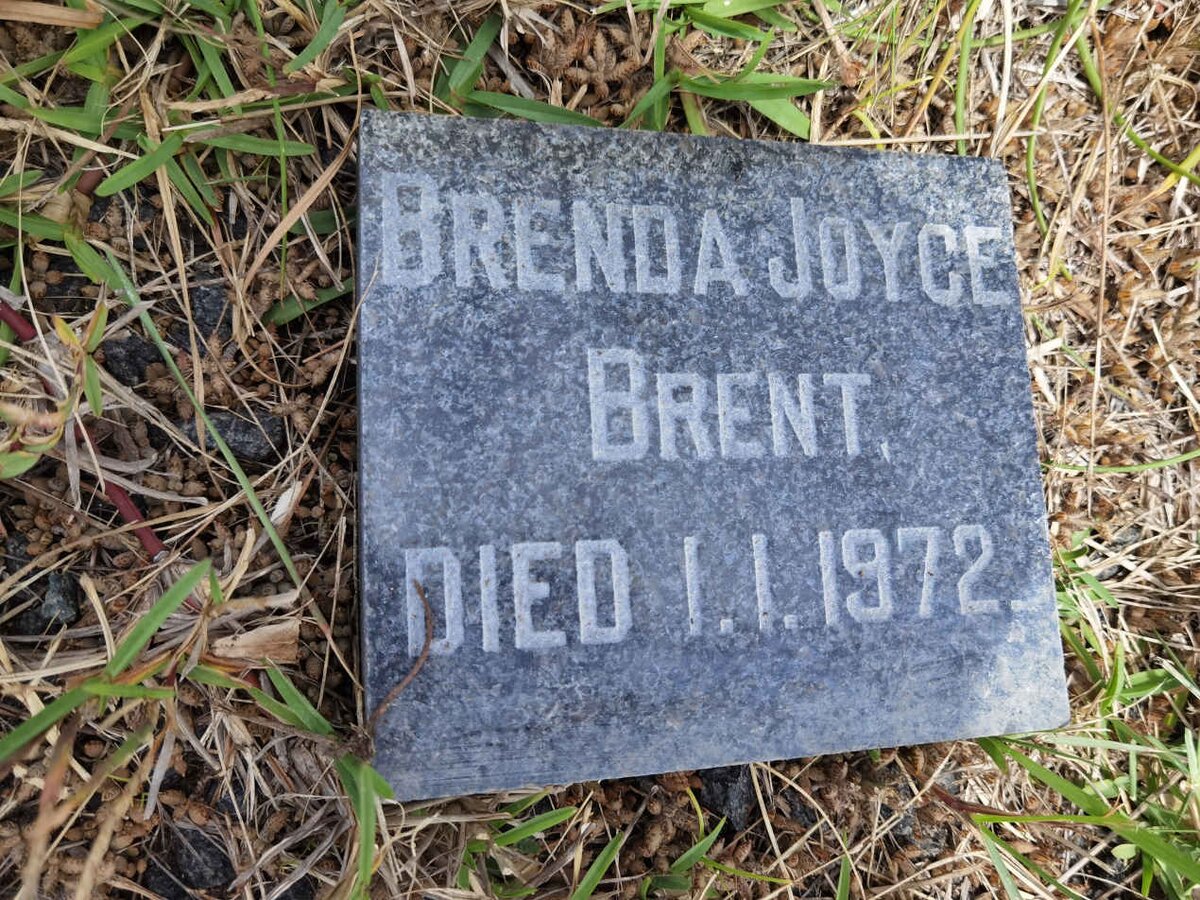 BRENDA JOYCE
BRENT,
DIED 1.1.1972